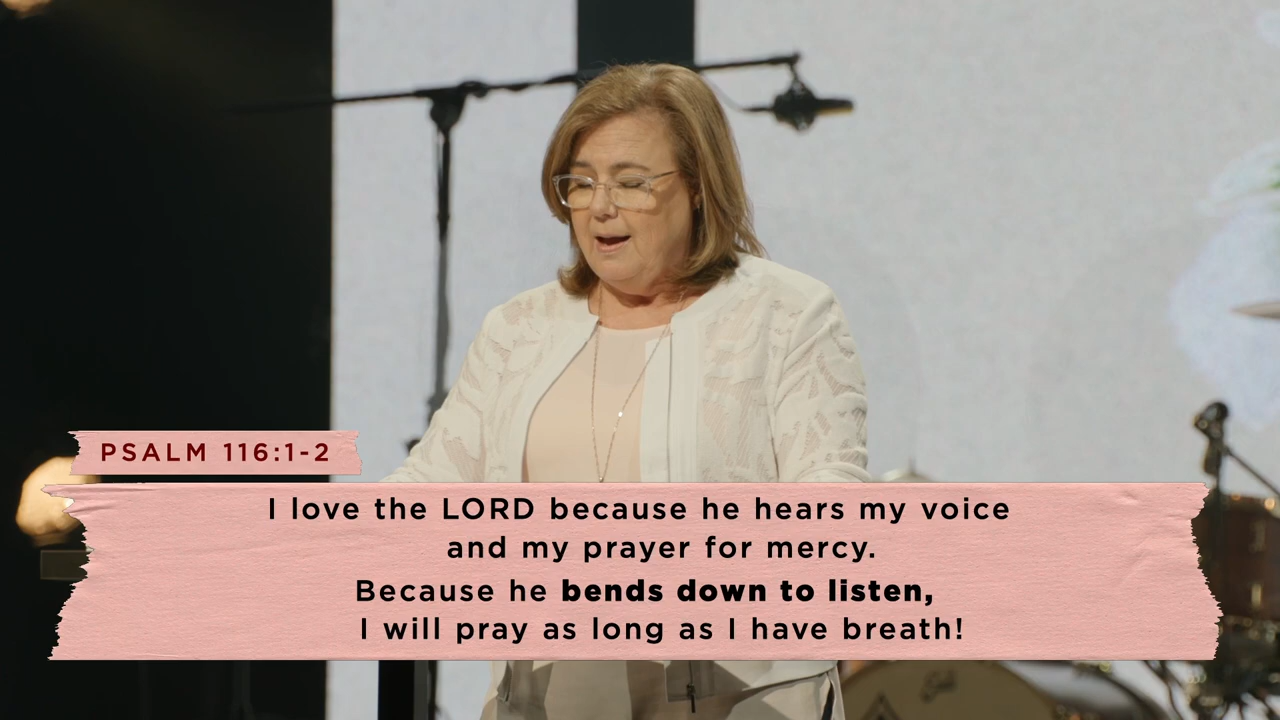 PSALM 116:1-2
I love the LORD because he hears my voice
and my prayer for mercy.
Because he bends down to listen,
I will pray as long as I have breath!